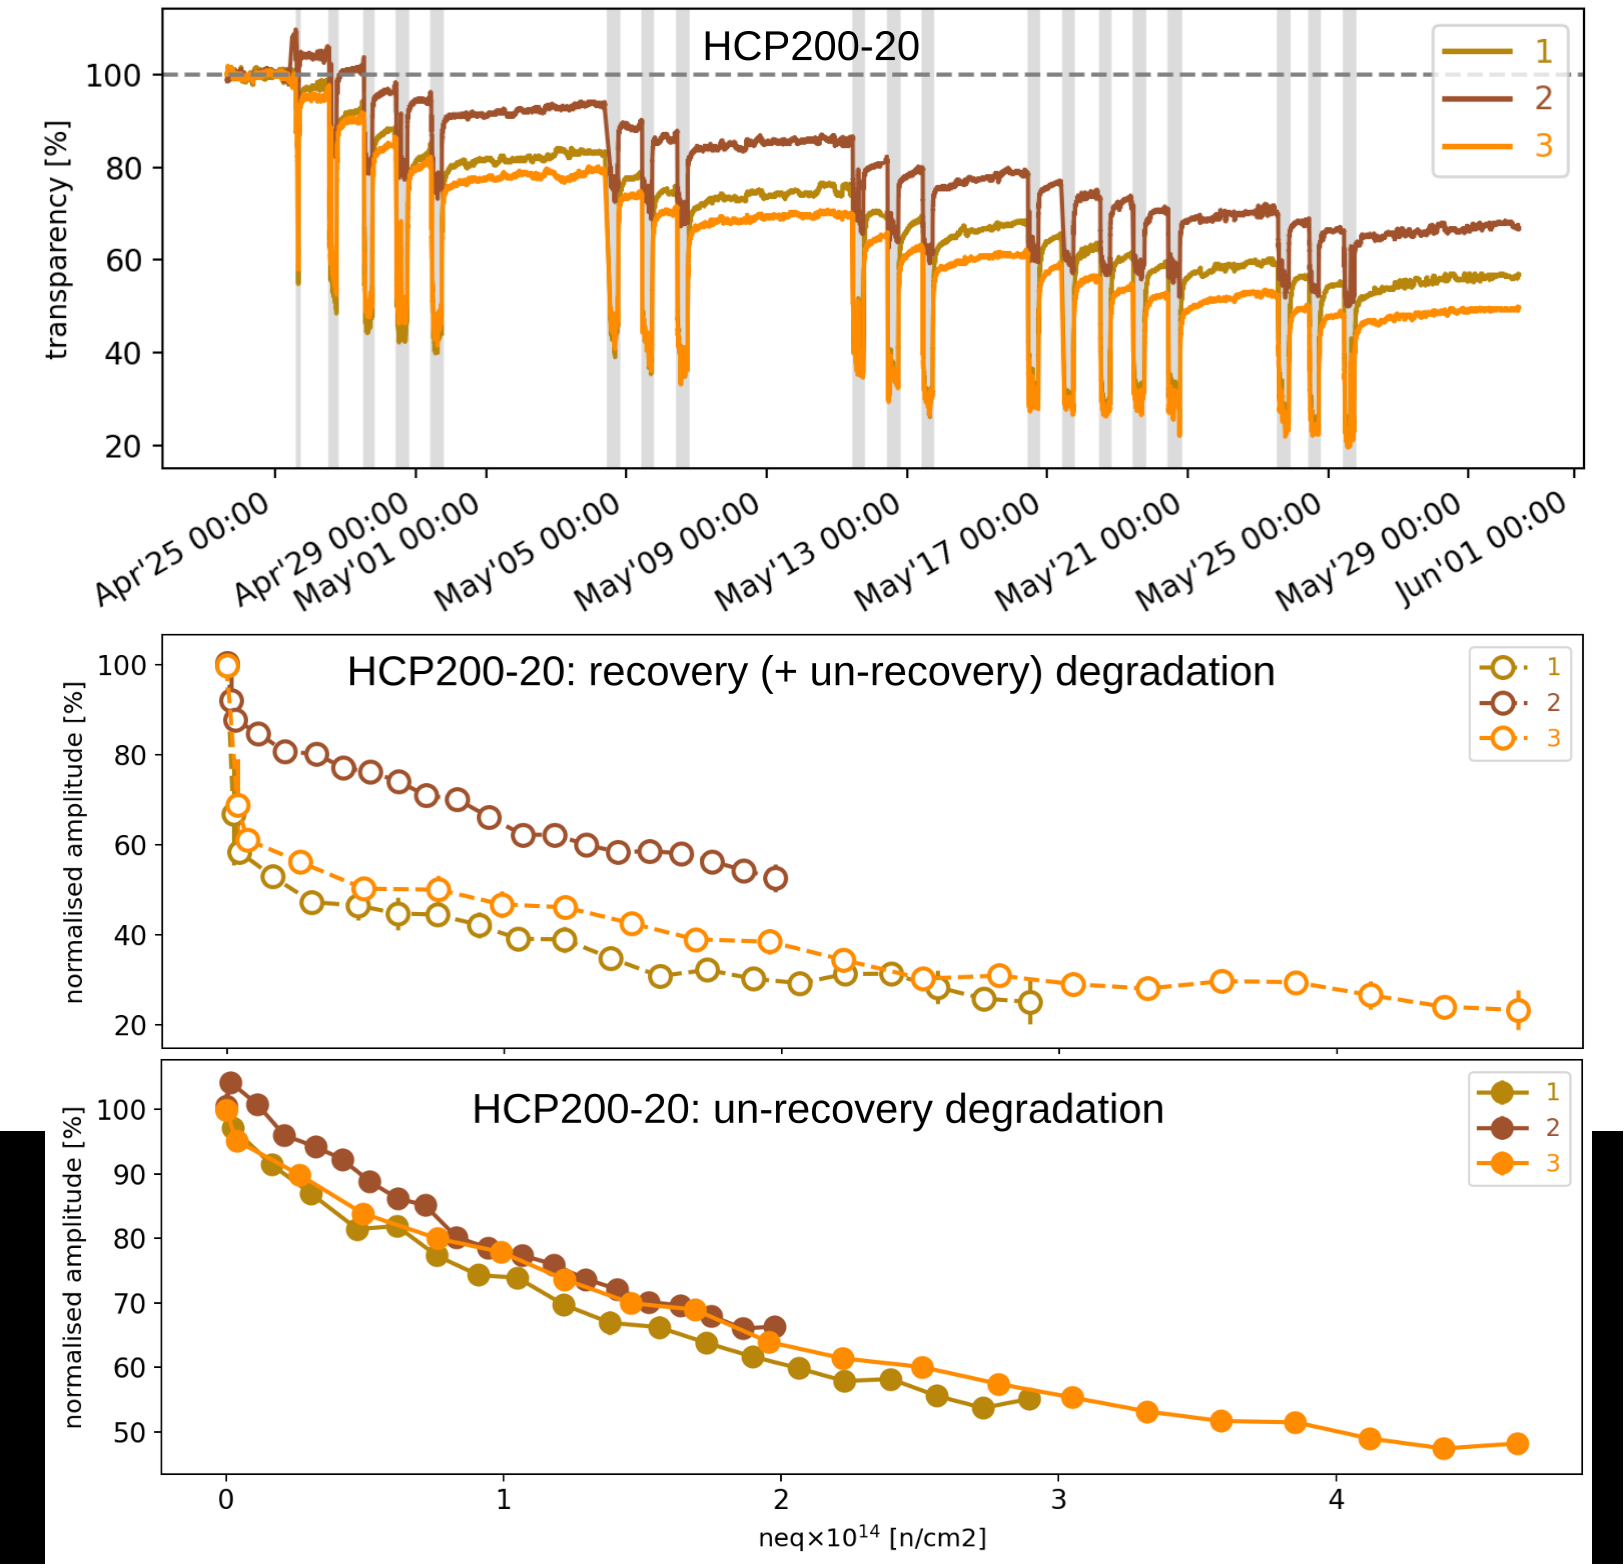 HCP200-20
1
2
3
100
80
60
40
20
transparency [%]
Apr'25 00:00
Apr'29 00:00
May'01 00:00
May'05 00:00
May'09 00:00
May'13 00:00
May'17 00:00
May'21 00:00
May'25 00:00
May'29 00:00
Jun'01 00:00
HCP200-20: recovery (+ un-recovery) degradation
1
2
3
100
80
60
40
20
normalised amplitude [%]
HCP200-20: un-recovery degradation
1
2
3
100
90
80
70
60
50
normalised amplitude [%]
0 1 2 3 4
neq×10¹⁴ [n/cm2]